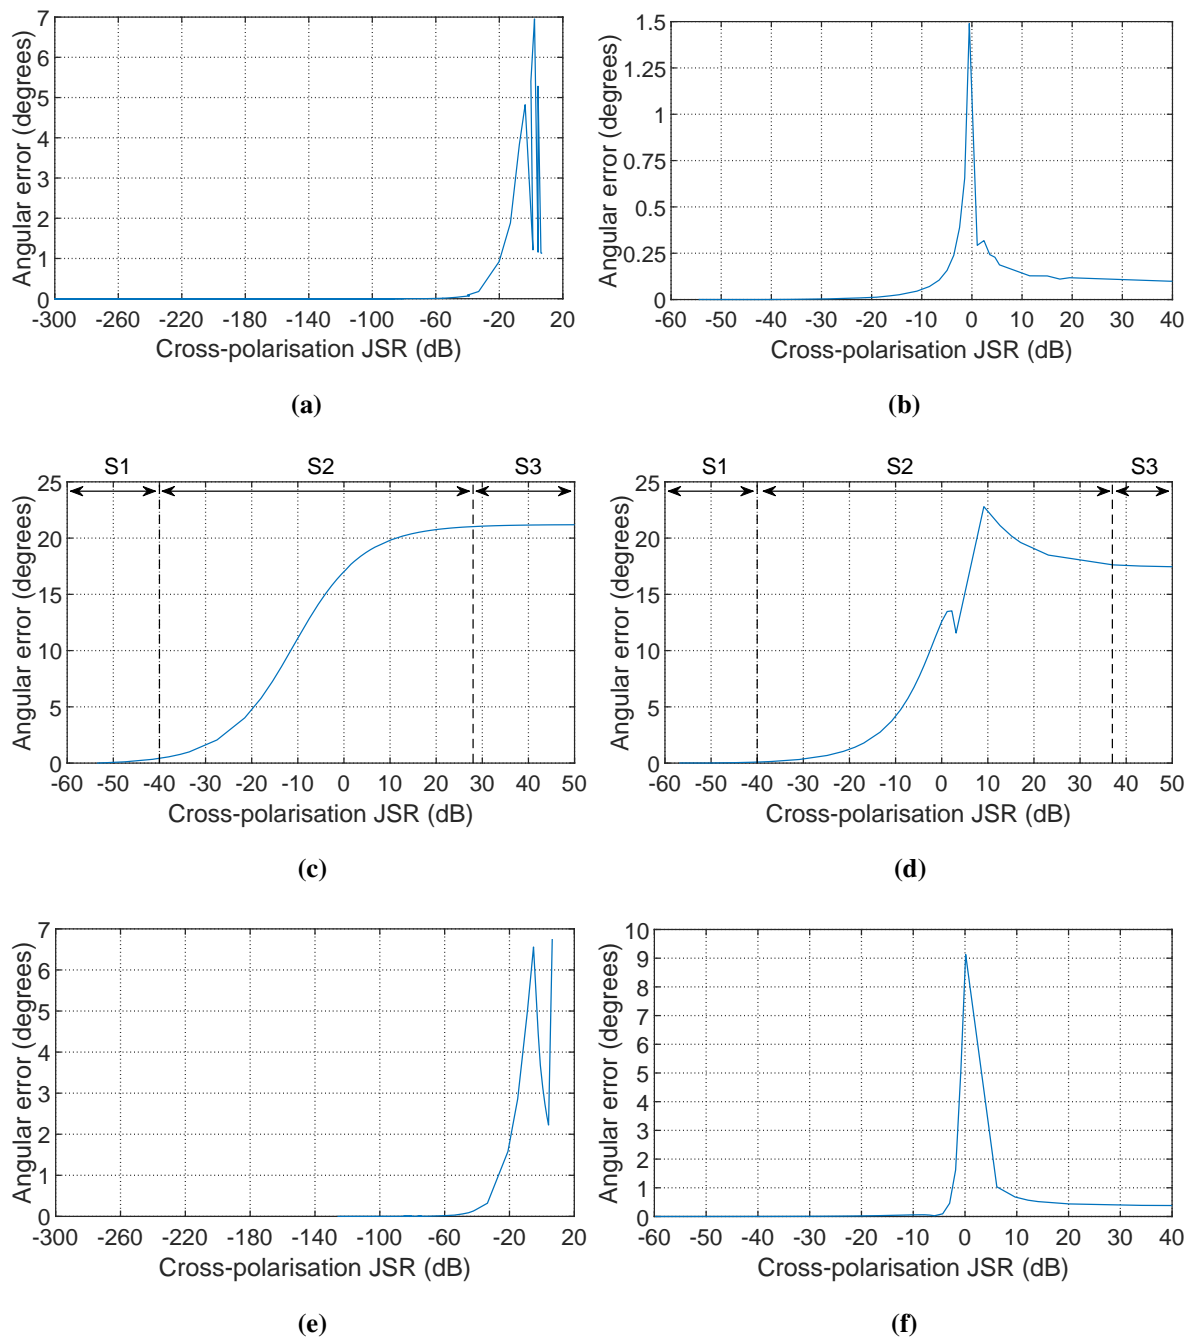 Angular error (degrees)
7
6
5
4
3
2
1
0
-300 -260 -220 -180 -140 -100 -60 -20 20
Cross-polarisation JSR (dB)
(a)
Angular error (degrees)
1.5
1.25
1
0.75
0.5
0.25
0
-60 -50 -40 -30 -20 -10 0 10 20 30 40
Cross-polarisation JSR (dB)
(b)
S1 S2 S3
Angular error (degrees)
25
20
15
10
5
0
-60 -50 -40 -30 -20 -10 0 10 20 30 40 50
Cross-polarisation JSR (dB)
(c)
S1 S2 S3
Angular error (degrees)
25
20
15
10
5
0
-60 -50 -40 -30 -20 -10 0 10 20 30 40 50
Cross-polarisation JSR (dB)
(d)
Angular error (degrees)
7
6
5
4
3
2
1
0
-300 -260 -220 -180 -140 -100 -60 -20 20
Cross-polarisation JSR (dB)
(e)
Angular error (degrees)
10
9
8
7
6
5
4
3
2
1
0
-60 -50 -40 -30 -20 -10 0 10 20 30 40
Cross-polarisation JSR (dB)
(f)